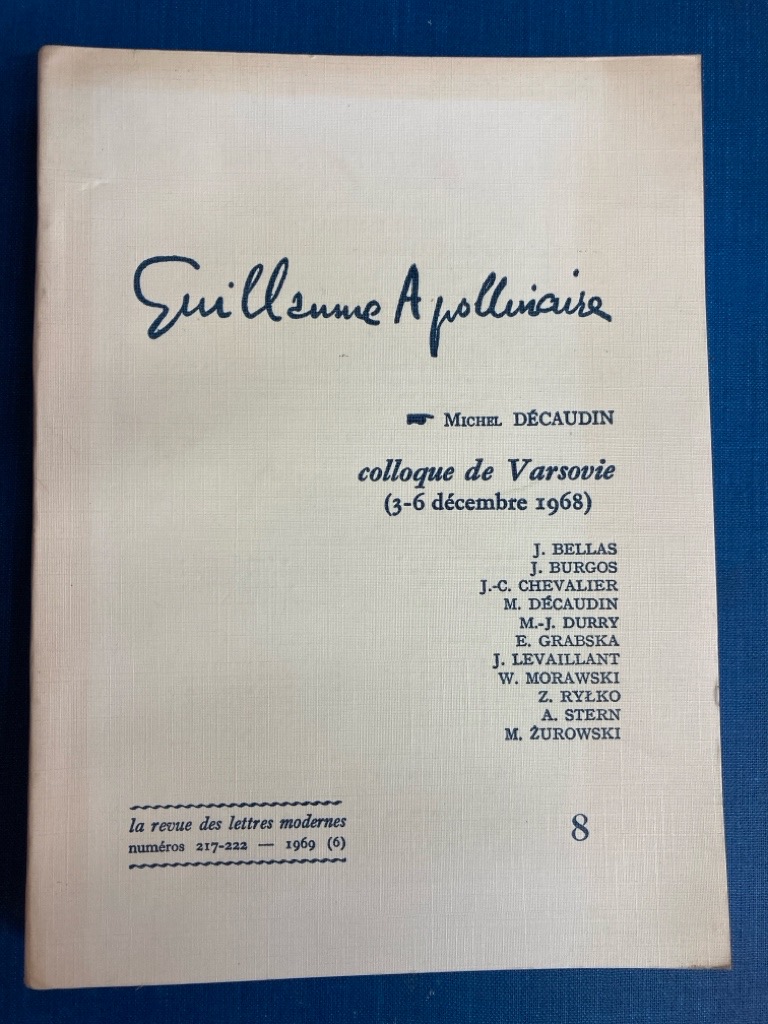 Guillaume Apollinaire
☛ MICHEL DÉCAUDIN
colloque de Varsovie
(3-6 décembre 1968)
J. BELLAS
J. BURGOS
J.-C. CHEVALIER
M. DÉCAUDIN
M.-J. DURRY
E. GRABSKA
J. LEVAILLANT
W. MORAWSKI
Z. RYŁKO
A. STERN
M. ŻUROWSKI
la revue des lettres modernes
numéros 217-222 — 1969 (6)
8